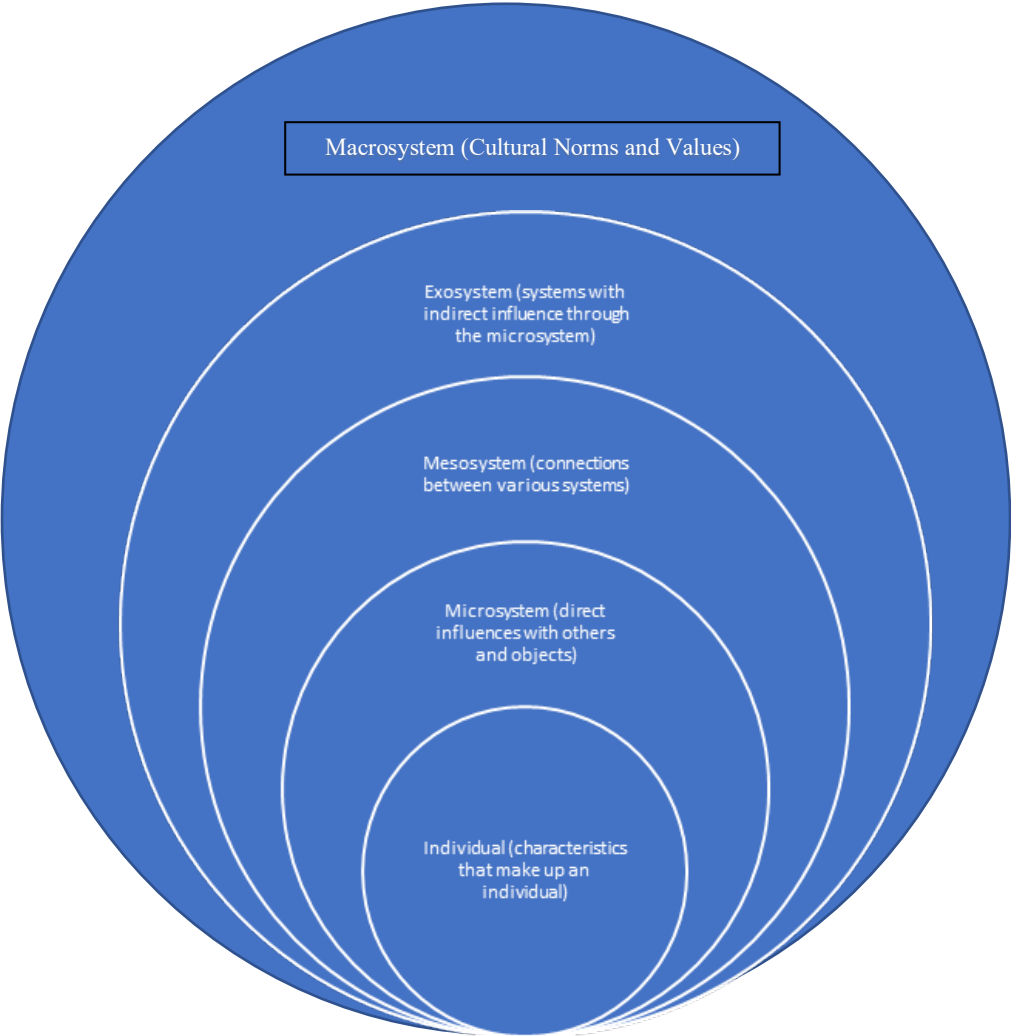 Macrosystem (Cultural Norms and Values)
Exosystem (systems with
indirect influence through
the microsystem)
Mesosystem (connections
between various systems)
Microsystem (direct
influences with others
and objects)
Individual (characteristics
that make up an
individual)